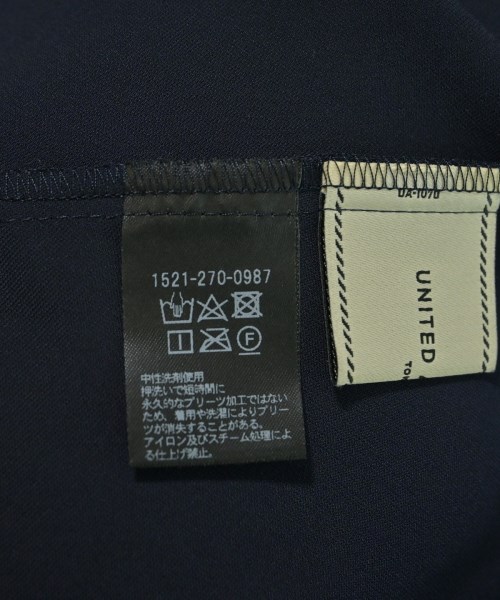 1521-270-0987
F
中性洗剤使用
押洗いで短時間に
永久的なプリーツ加工ではない
ため、着用や洗濯によりプリー
ツが消失することがある。
アイロン及びスチーム処理によ
る仕上げ禁止。
UA-1070
UNITED